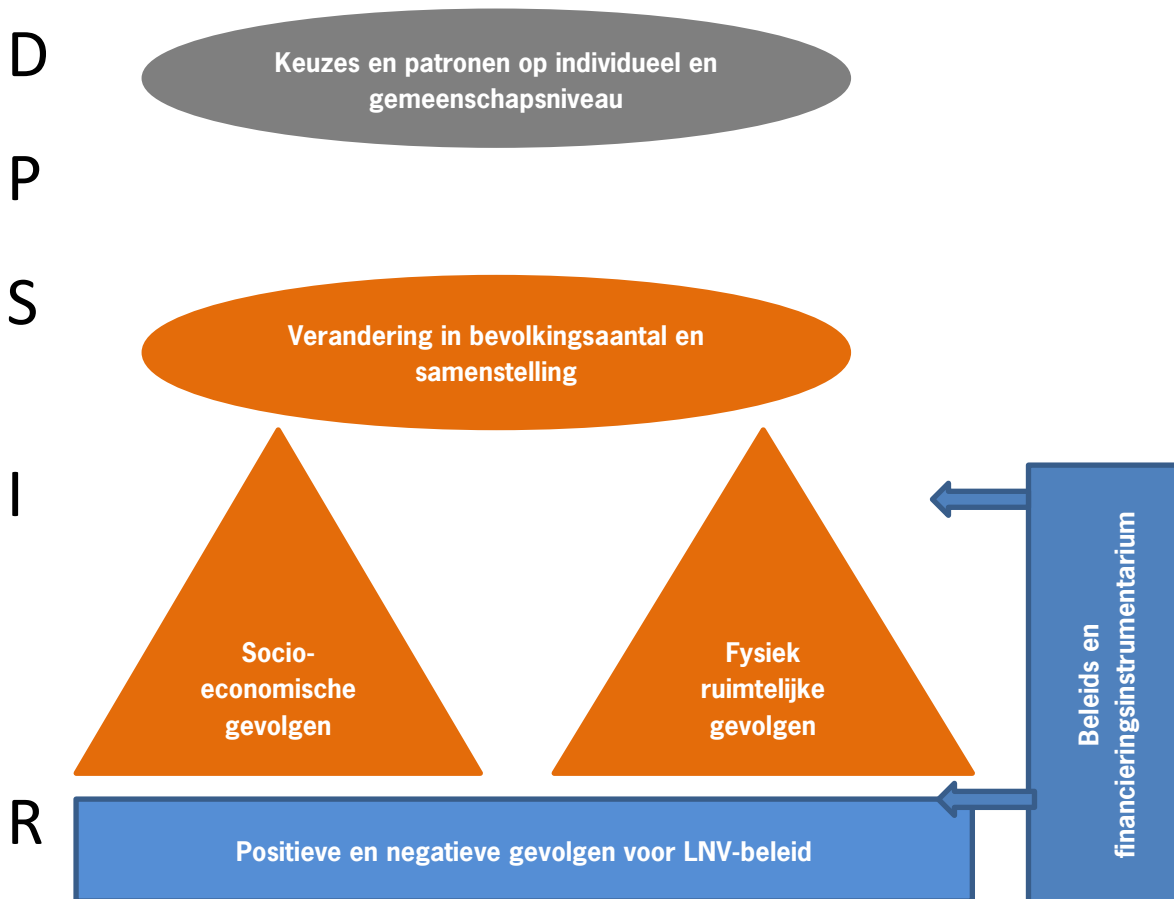 D
Keuzes en patronen op individueel en
gemeenschapsniveau
P
S
Verandering in bevolkingsaantal en
samenstelling
I
Socio-
economische
gevolgen
Fysiek
ruimtelijke
gevolgen
Beleids en
financieringsinstrumentarium
R
Positieve en negatieve gevolgen voor LNV-beleid